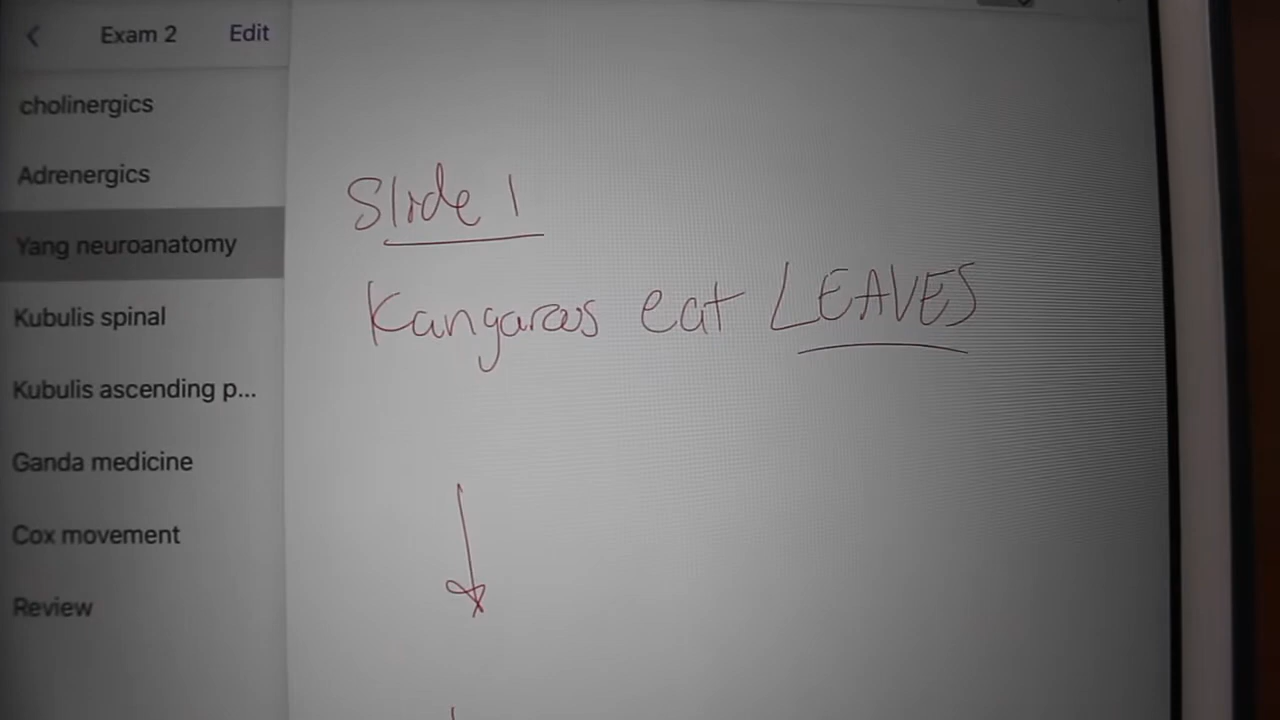 Exam 2
Edit
cholinergics
Adrenergics
Yang neuroanatomy
Kubulis spinal
Kubulis ascending p...
Ganda medicine
Cox movement
Review
Slide 1
Kangaroos eat LEAVES